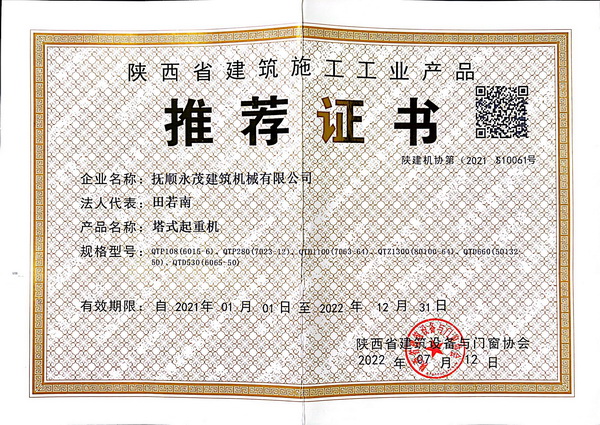 陕西省建筑施工工业产品
推荐证书
陕建机协第（2021 S10061号
企业名称：抚顺永茂建筑机械有限公司
法人代表：田若南
产品名称：塔式起重机
规格型号：QTP108(6015-6)、QTP280(7023-12)、QTD1100(7063-64)、QTZ1300(80100-64)、QTD660(50132-
50)、QTD530(6065-50)
有效期限：自 2021年 01月 01日 至 2022年 12月 31日
陕西省建筑设备与门窗协会
2022 年 07 月 12 日